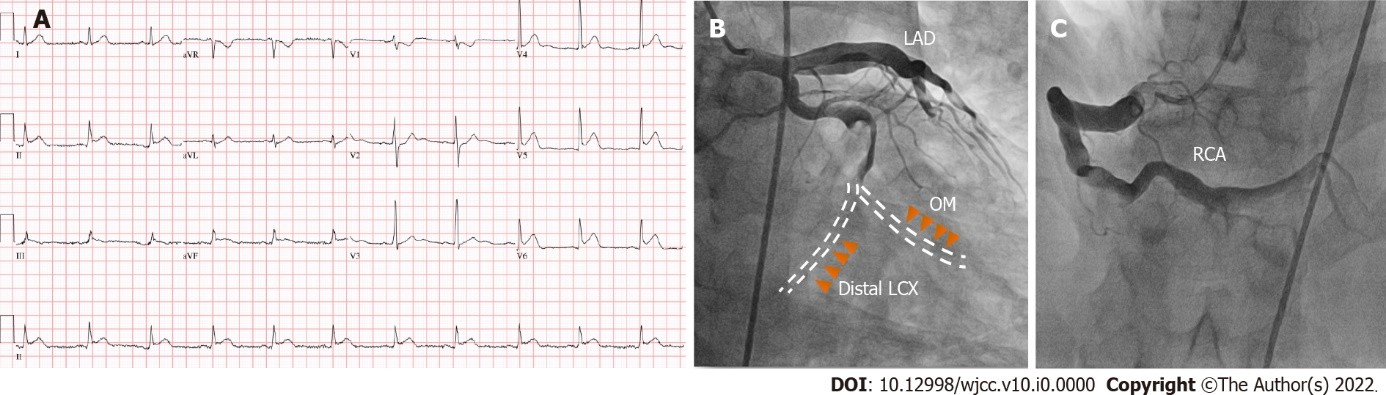 A
I aVR V1 V4
II aVL V2 V5
III aVF V3 V6
II
B
LAD
OM
Distal LCX
C
RCA
DOI: 10.12998/wjcc.v10.i0.0000 Copyright ©The Author(s) 2022.